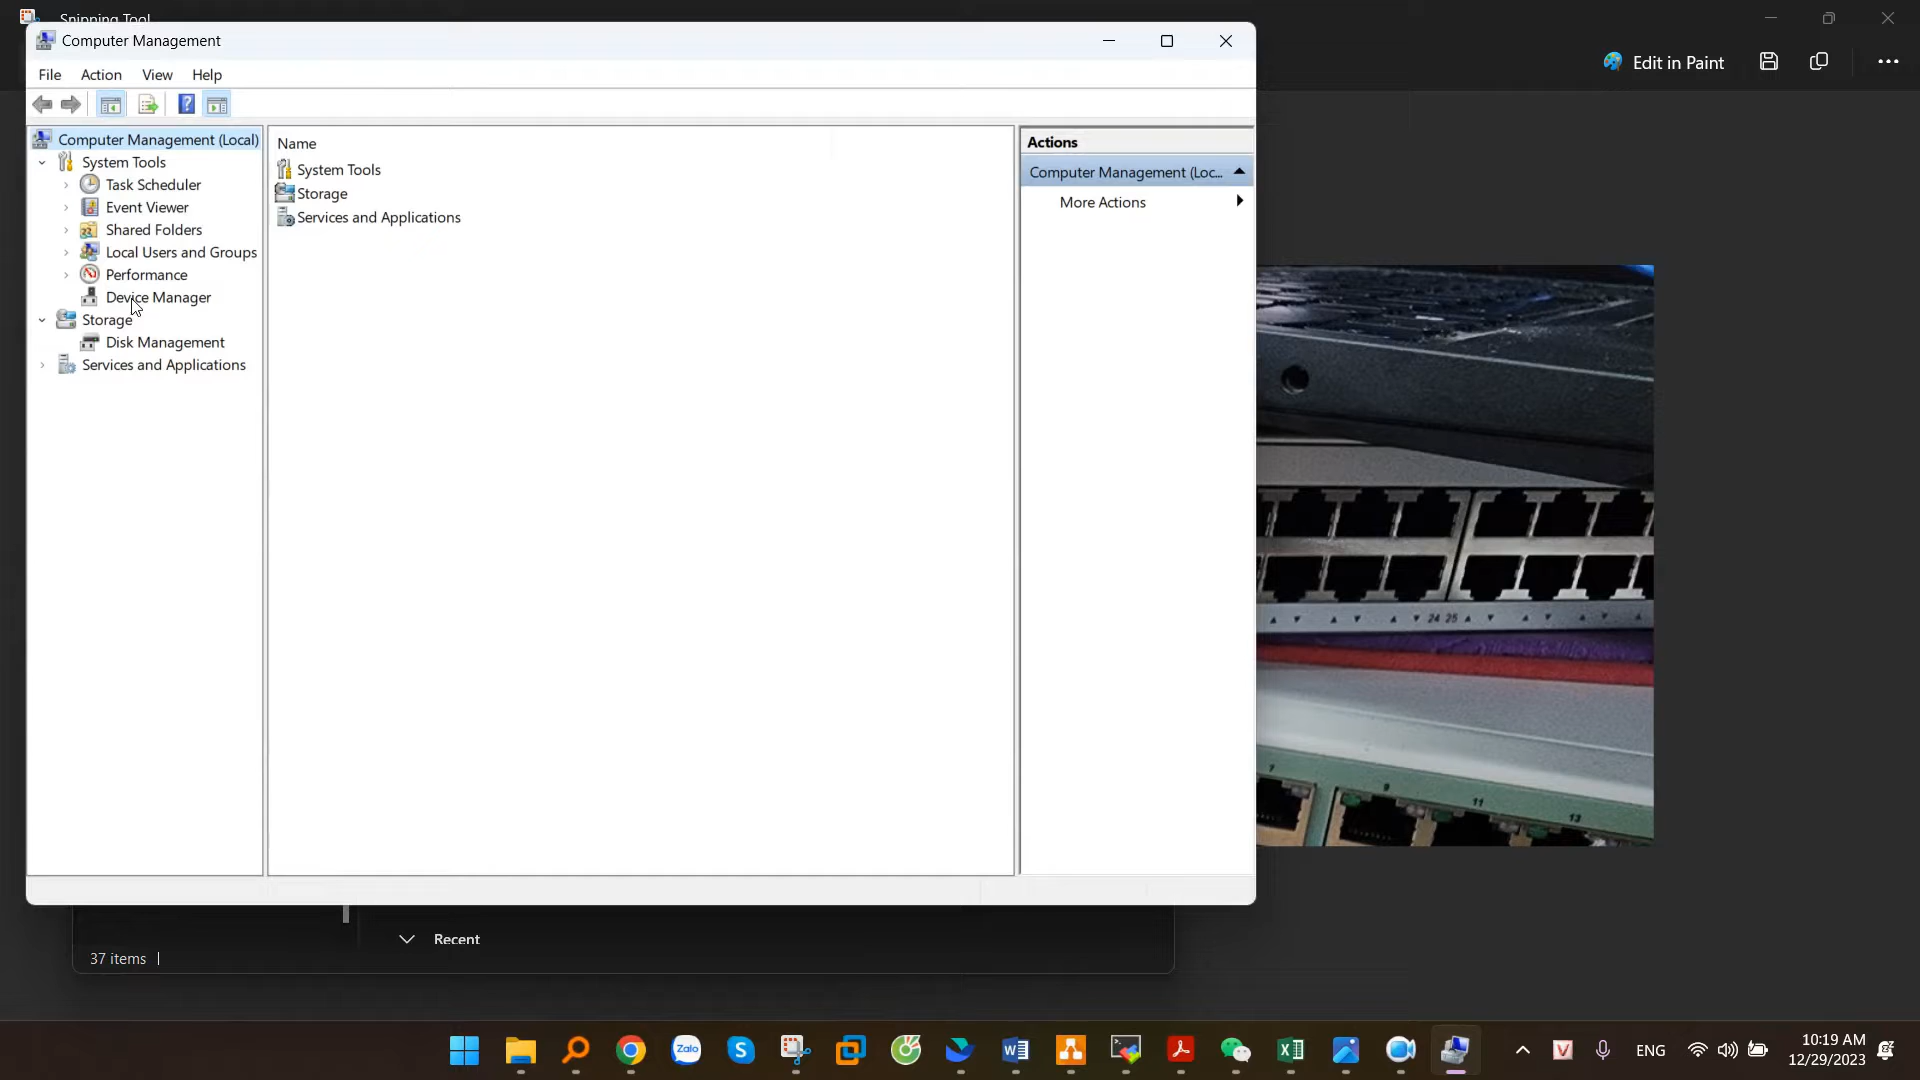 Snipping Tool
Computer Management
File Action View Help
Edit in Paint
Computer Management (Local)
System Tools
Task Scheduler
Event Viewer
Shared Folders
Local Users and Groups
Performance
Device Manager
Storage
Disk Management
Services and Applications
Name
System Tools
Storage
Services and Applications
Actions
Computer Management (Loc...
More Actions
24 25
7 9 11 13
Recent
37 items
Zalo
ENG
10:19 AM
12/29/2023